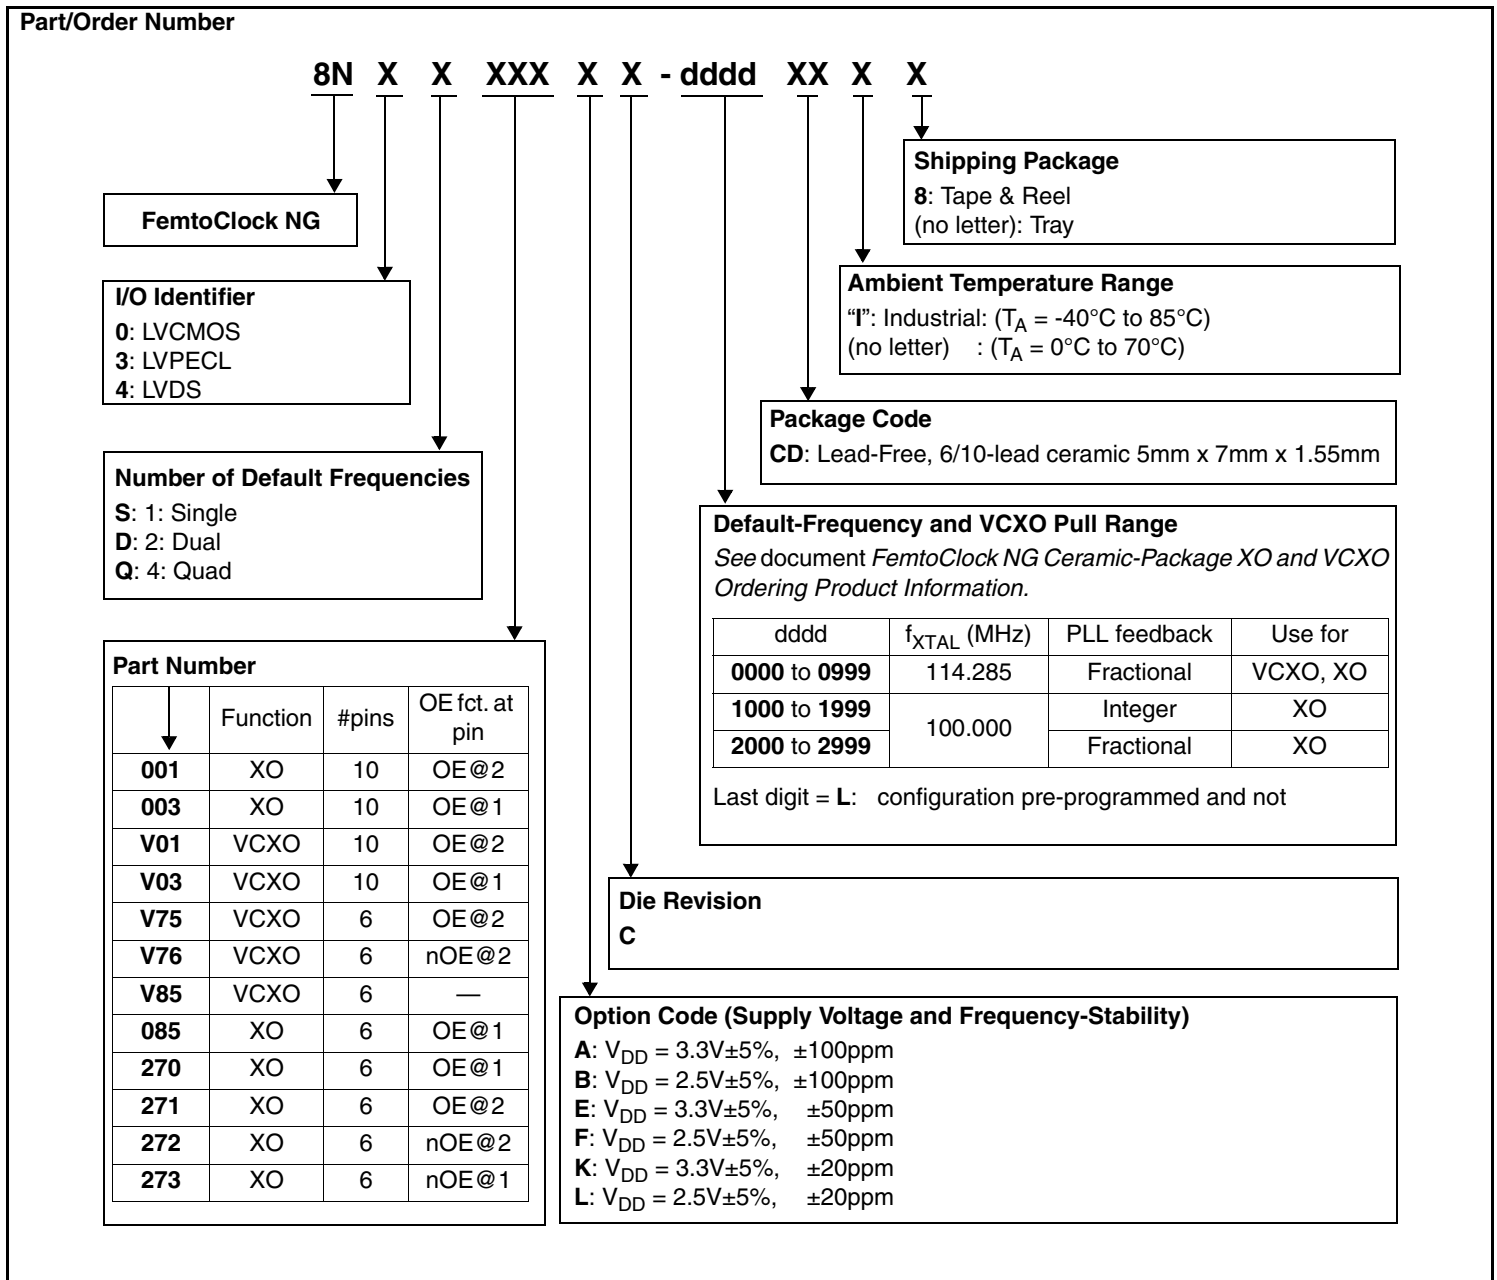 Part/Order Number
8N X X XXX X X - dddd XX X X
Shipping Package
8: Tape & Reel
(no letter): Tray
FemtoClock NG
Ambient Temperature Range
“I”: Industrial: (TA = -40°C to 85°C)
(no letter) : (TA = 0°C to 70°C)
I/O Identifier
0: LVCMOS
3: LVPECL
4: LVDS
Package Code
CD: Lead-Free, 6/10-lead ceramic 5mm x 7mm x 1.55mm
Number of Default Frequencies
S: 1: Single
D: 2: Dual
Q: 4: Quad
Default-Frequency and VCXO Pull Range
See document FemtoClock NG Ceramic-Package XO and VCXO
Ordering Product Information.
dddd fXTAL (MHz) PLL feedback Use for
0000 to 0999 114.285 Fractional VCXO, XO
1000 to 1999 100.000 Integer XO
2000 to 2999 Fractional XO
Last digit = L: configuration pre-programmed and not
Part Number
Function #pins OE fct. at
pin
001 XO 10 OE@2
003 XO 10 OE@1
V01 VCXO 10 OE@2
V03 VCXO 10 OE@1
V75 VCXO 6 OE@2
V76 VCXO 6 nOE@2
V85 VCXO 6 —
085 XO 6 OE@1
270 XO 6 OE@1
271 XO 6 OE@2
272 XO 6 nOE@2
273 XO 6 nOE@1
Die Revision
C
Option Code (Supply Voltage and Frequency-Stability)
A: VDD = 3.3V±5%, ±100ppm
B: VDD = 2.5V±5%, ±100ppm
E: VDD = 3.3V±5%, ±50ppm
F: VDD = 2.5V±5%, ±50ppm
K: VDD = 3.3V±5%, ±20ppm
L: VDD = 2.5V±5%, ±20ppm